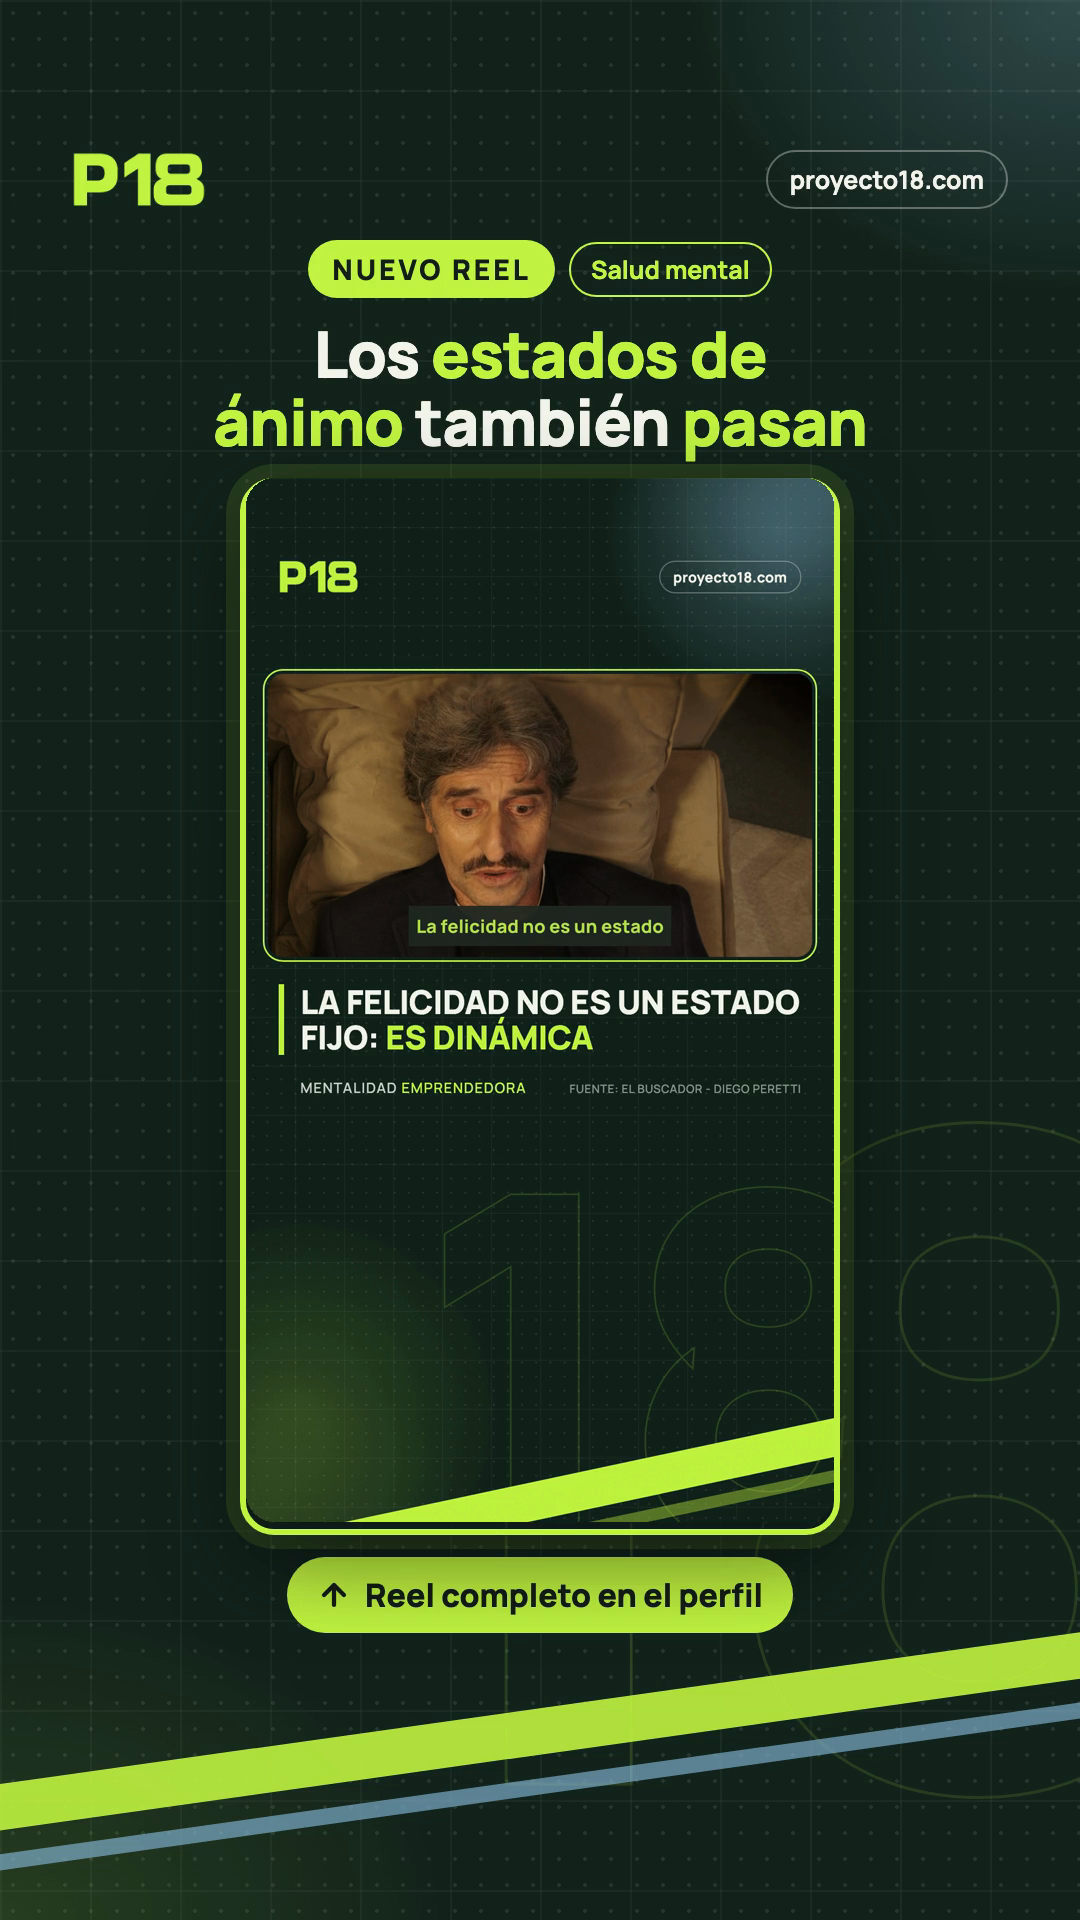 P18
proyecto18.com
NUEVO REEL
Salud mental
Los estados de
ánimo también pasan
P18
proyecto18.com
La felicidad no es un estado
LA FELICIDAD NO ES UN ESTADO
FIJO: ES DINÁMICA
MENTALIDAD EMPRENDEDORA
FUENTE: EL BUSCADOR - DIEGO PERETTI
18
↑ Reel completo en el perfil
18